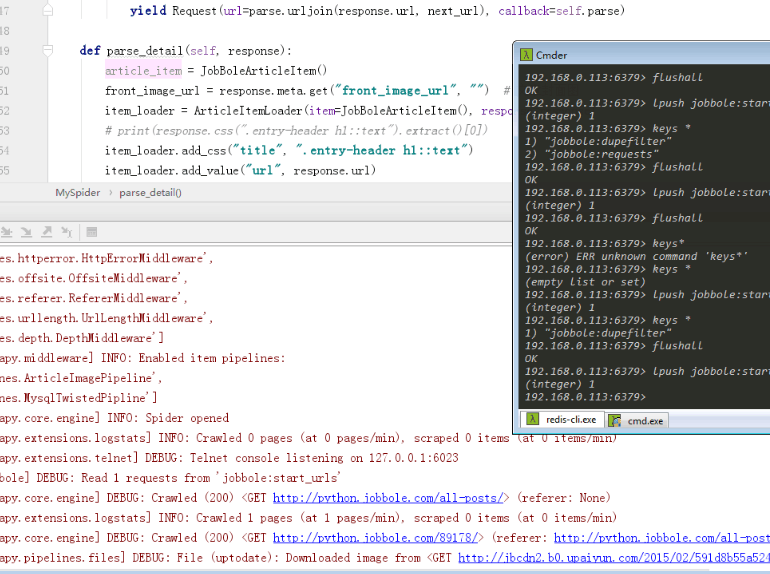 47 yield Request(url=parse.urljoin(response.url, next_url), callback=self.parse)
48
49 def parse_detail(self, response):
50 article_item = JobBoleArticleItem()
51 front_image_url = response.meta.get("front_image_url", "") #
52 item_loader = ArticleItemLoader(item=JobBoleArticleItem(), respo
53 # print(response.css(".entry-header h1::text").extract()[0])
54 item_loader.add_css("title", ".entry-header h1::text")
55 item_loader.add_value("url", response.url)
MySpider › parse_detail()
es.httperror.HttpErrorMiddleware',
es.offsite.OffsiteMiddleware',
es.referer.RefererMiddleware',
es.urllength.UrlLengthMiddleware',
es.depth.DepthMiddleware']
apy.middleware] INFO: Enabled item pipelines:
nes.ArticleImagePipeline',
nes.MysqlTwistedPipline']
apy.core.engine] INFO: Spider opened
apy.extensions.logstats] INFO: Crawled 0 pages (at 0 pages/min), scraped 0 items (at 0 items/min)
apy.extensions.telnet] DEBUG: Telnet console listening on 127.0.0.1:6023
bole] DEBUG: Read 1 requests from 'jobbole:start_urls'
apy.core.engine] DEBUG: Crawled (200) <GET http://python.jobbole.com/all-posts/> (referer: None)
apy.extensions.logstats] INFO: Crawled 1 pages (at 1 pages/min), scraped 0 items (at 0 items/min)
apy.core.engine] DEBUG: Crawled (200) <GET http://python.jobbole.com/89178/> (referer: http://python.jobbole.com/all-post
apy.pipelines.files] DEBUG: File (uptodate): Downloaded image from <GET http://jbcdn2.b0.upaiyun.com/2015/02/591d8b55a524
Cmder
192.168.0.113:6379> flushall
OK
192.168.0.113:6379> lpush jobbole:start
(integer) 1
192.168.0.113:6379> keys *
1) "jobbole:dupefilter"
2) "jobbole:requests"
192.168.0.113:6379> flushall
OK
192.168.0.113:6379> lpush jobbole:start
(integer) 1
192.168.0.113:6379> flushall
OK
192.168.0.113:6379> keys*
(error) ERR unknown command 'keys*'
192.168.0.113:6379> keys *
(empty list or set)
192.168.0.113:6379> lpush jobbole:start
(integer) 1
192.168.0.113:6379> keys *
1) "jobbole:dupefilter"
192.168.0.113:6379> flushall
OK
192.168.0.113:6379> lpush jobbole:start
(integer) 1
192.168.0.113:6379>
redis-cli.exe cmd.exe